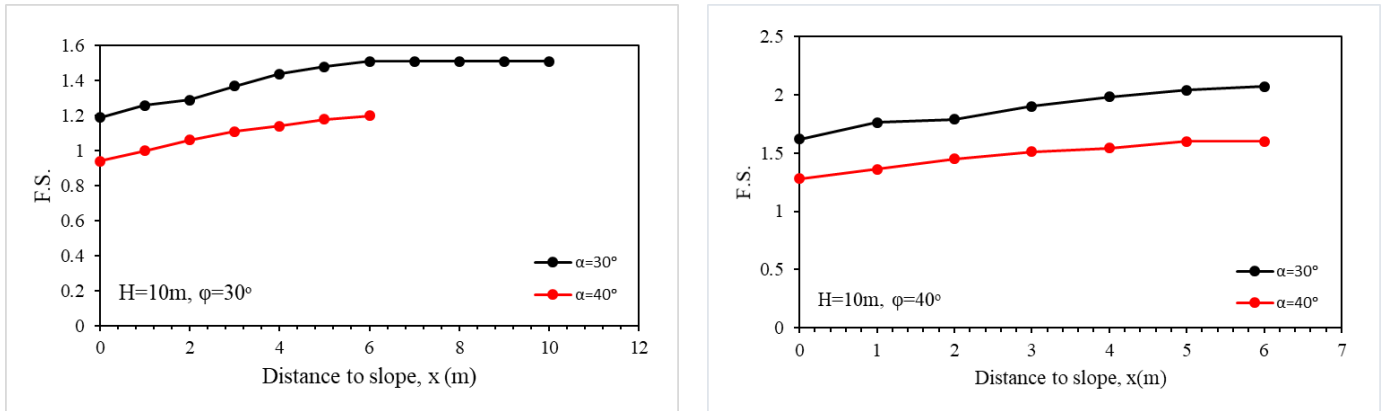 1.6
1.4
1.2
1
0.8
0.6
0.4
0.2
0
F.S.
α=30°
α=40°
H=10m, φ=30°
0 2 4 6 8 10 12
Distance to slope, x (m)
2.5
2
1.5
1
0.5
0
F.S.
α=30°
α=40°
H=10m, φ=40°
0 1 2 3 4 5 6 7
Distance to slope, x(m)